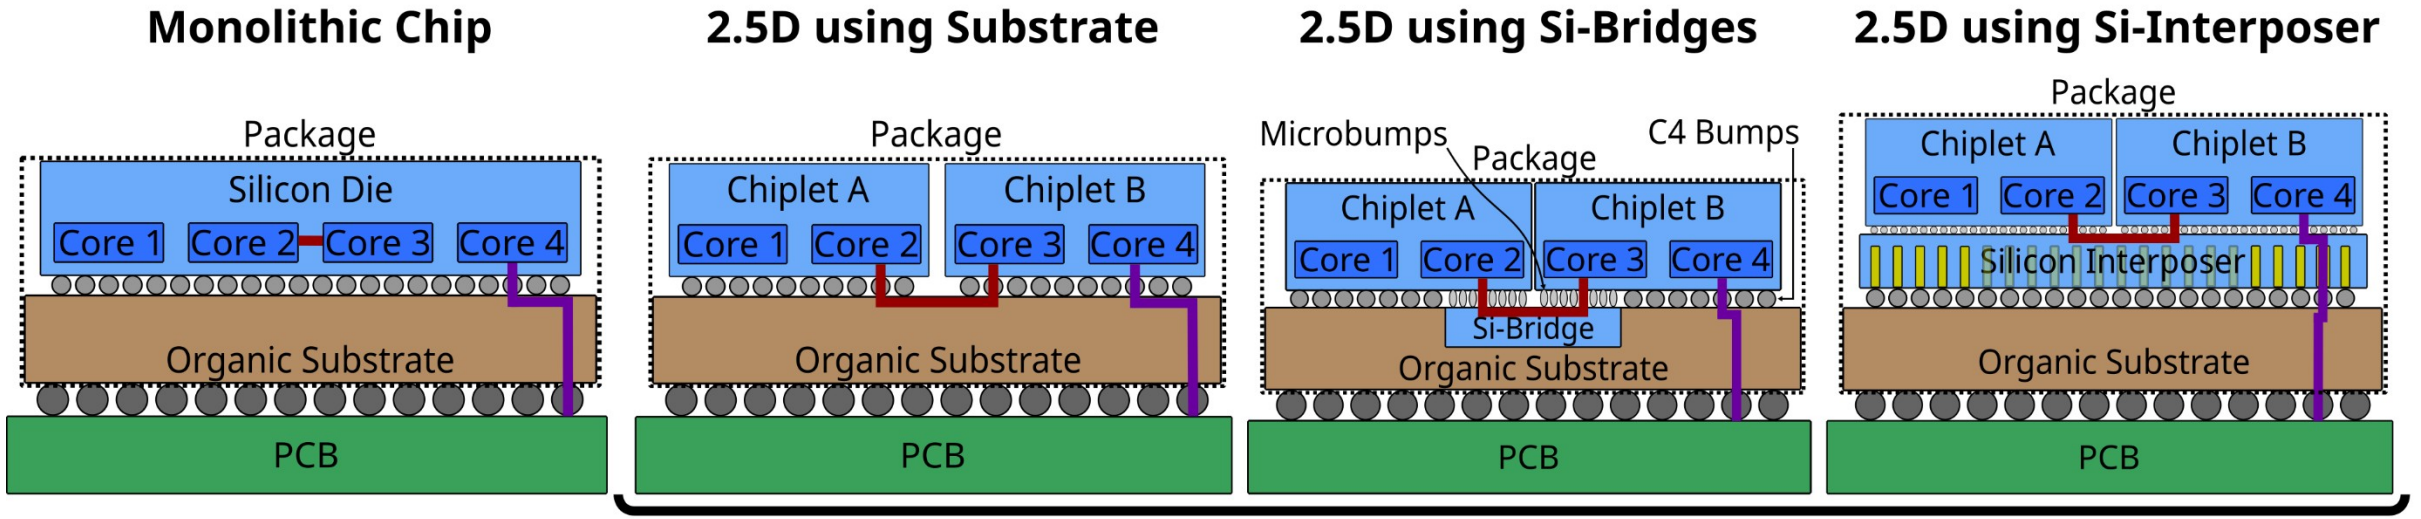 Monolithic Chip
Package
Silicon Die
Core 1
Core 2
Core 3
Core 4
Organic Substrate
PCB
2.5D using Substrate
Package
Chiplet A
Chiplet B
Core 1
Core 2
Core 3
Core 4
Organic Substrate
PCB
2.5D using Si-Bridges
Microbumps
C4 Bumps
Package
Chiplet A
Chiplet B
Core 1
Core 2
Core 3
Core 4
Si-Bridge
Organic Substrate
PCB
2.5D using Si-Interposer
Package
Chiplet A
Chiplet B
Core 1
Core 2
Core 3
Core 4
Silicon Interposer
Organic Substrate
PCB